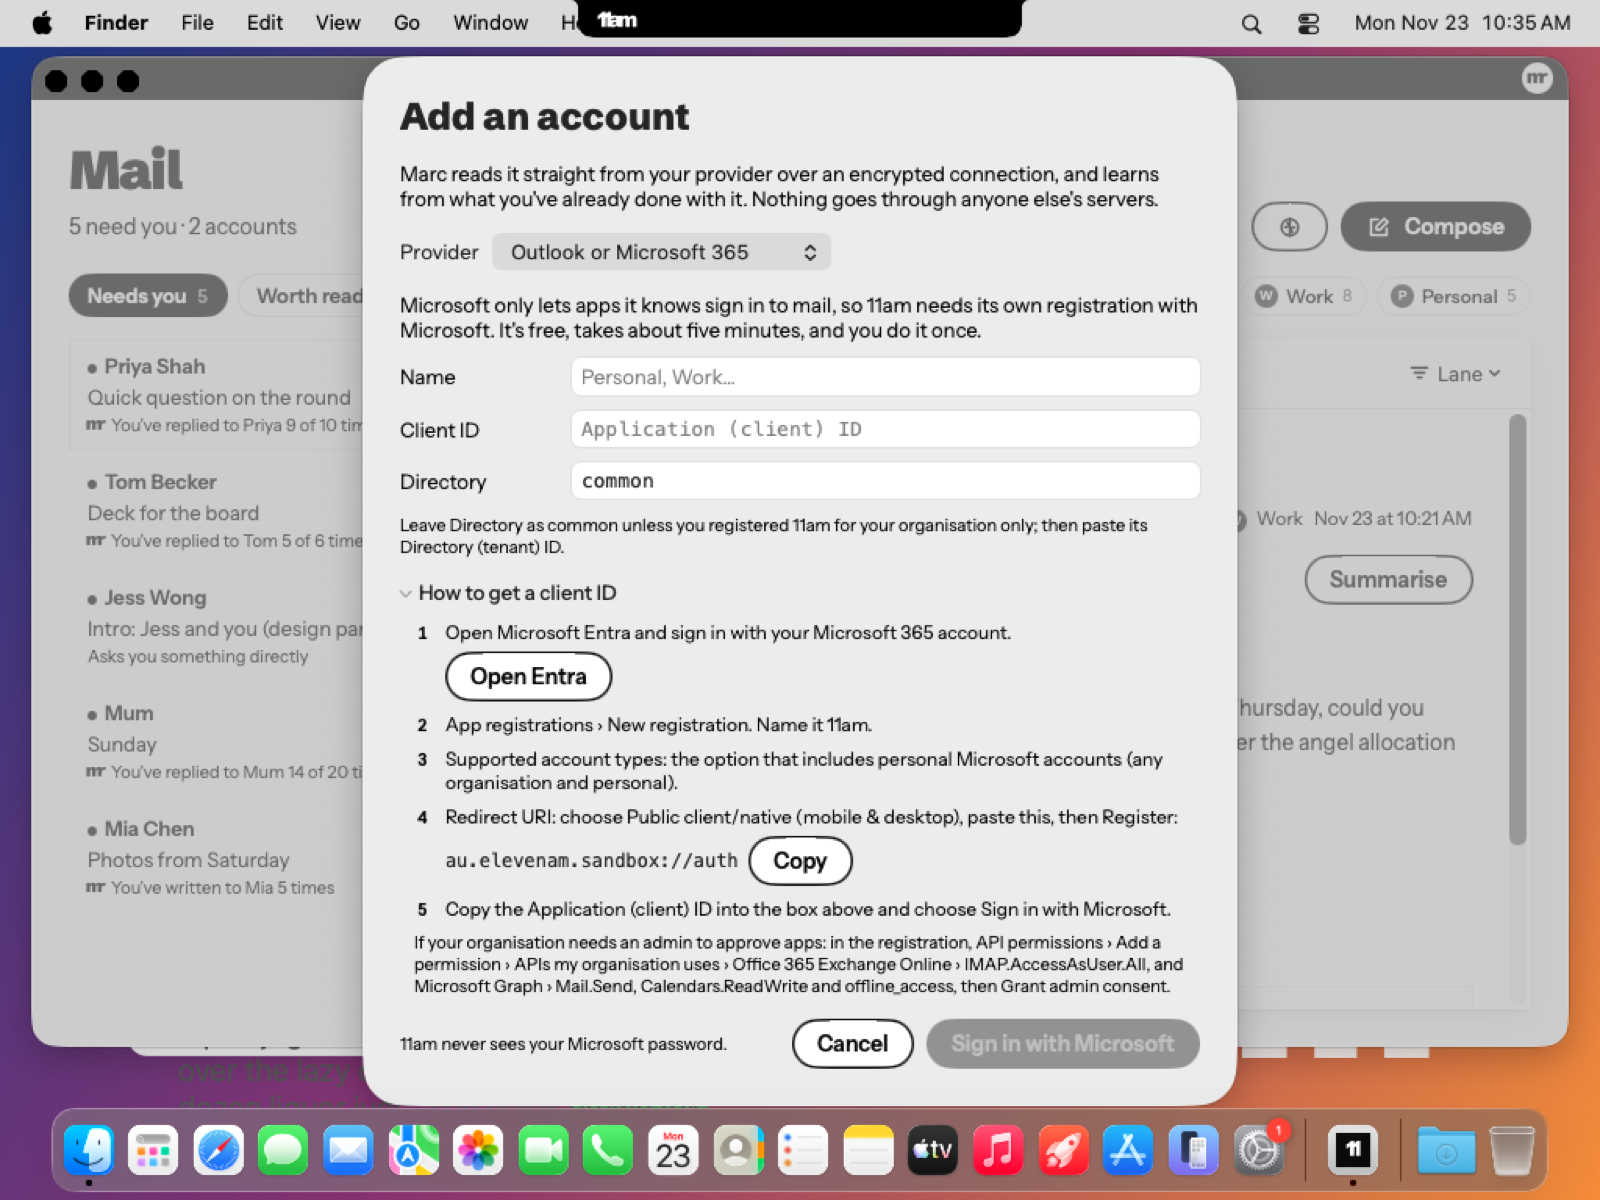 Finder File Edit View Go Window
11am
Mon Nov 23 10:35 AM
mr
Mail
5 need you · 2 accounts
Compose
Needs you 5
W Work 8
P Personal 5
Priya Shah
Quick question on the round
mr You've replied to Priya 9 of 10
Tom Becker
Deck for the board
mr You've replied to Tom 5 of 6 time
Jess Wong
Intro: Jess and you (design
Asks you something directly
Mum
Sunday
mr You've replied to Mum 14 of 20
Mia Chen
Photos from Saturday
mr You've written to Mia 5 times
Lane
Work Nov 23 at 10:21 AM
Summarise
could you
the angel allocation
over the lazy
Add an account
Marc reads it straight from your provider over an encrypted connection, and learns
from what you've already done with it. Nothing goes through anyone else's servers.
Provider Outlook or Microsoft 365
Microsoft only lets apps it knows sign in to mail, so 11am needs its own registration with
Microsoft. It's free, takes about five minutes, and you do it once.
Name Personal, Work...
Client ID Application (client) ID
Directory common
Leave Directory as common unless you registered 11am for your organisation only; then paste its
Directory (tenant) ID.
How to get a client ID
1 Open Microsoft Entra and sign in with your Microsoft 365 account.
Open Entra
2 App registrations › New registration. Name it 11am.
3 Supported account types: the option that includes personal Microsoft accounts (any
organisation and personal).
4 Redirect URI: choose Public client/native (mobile & desktop), paste this, then Register:
au.elevenam.sandbox://auth Copy
5 Copy the Application (client) ID into the box above and choose Sign in with Microsoft.
If your organisation needs an admin to approve apps: in the registration, API permissions › Add a
permission › APIs my organisation uses › Office 365 Exchange Online › IMAP.AccessAsUser.All, and
Microsoft Graph › Mail.Send, Calendars.ReadWrite and offline_access, then Grant admin consent.
11am never sees your Microsoft password.
Cancel
Sign in with Microsoft
Mon
23
tv
1
11